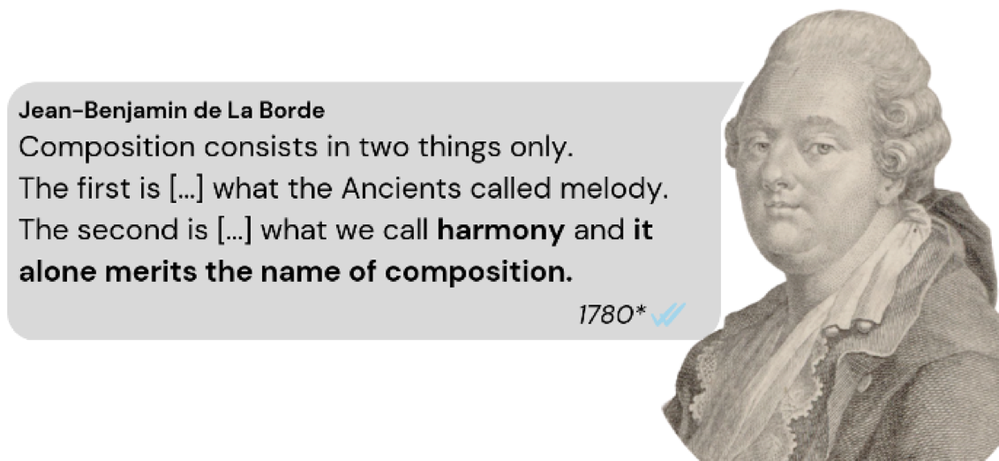 Jean-Benjamin de La Borde
Composition consists in two things only.
The first is [...] what the Ancients called melody.
The second is [...] what we call harmony and it
alone merits the name of composition.
1780*